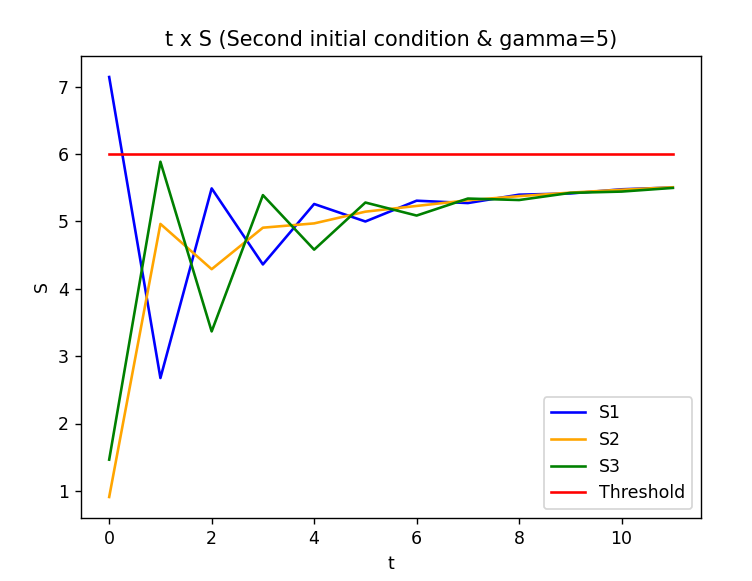 t x S (Second initial condition & gamma=5)
7
6
5
4
3
2
1
S
0
2
4
6
8
10
t
S1
S2
S3
Threshold